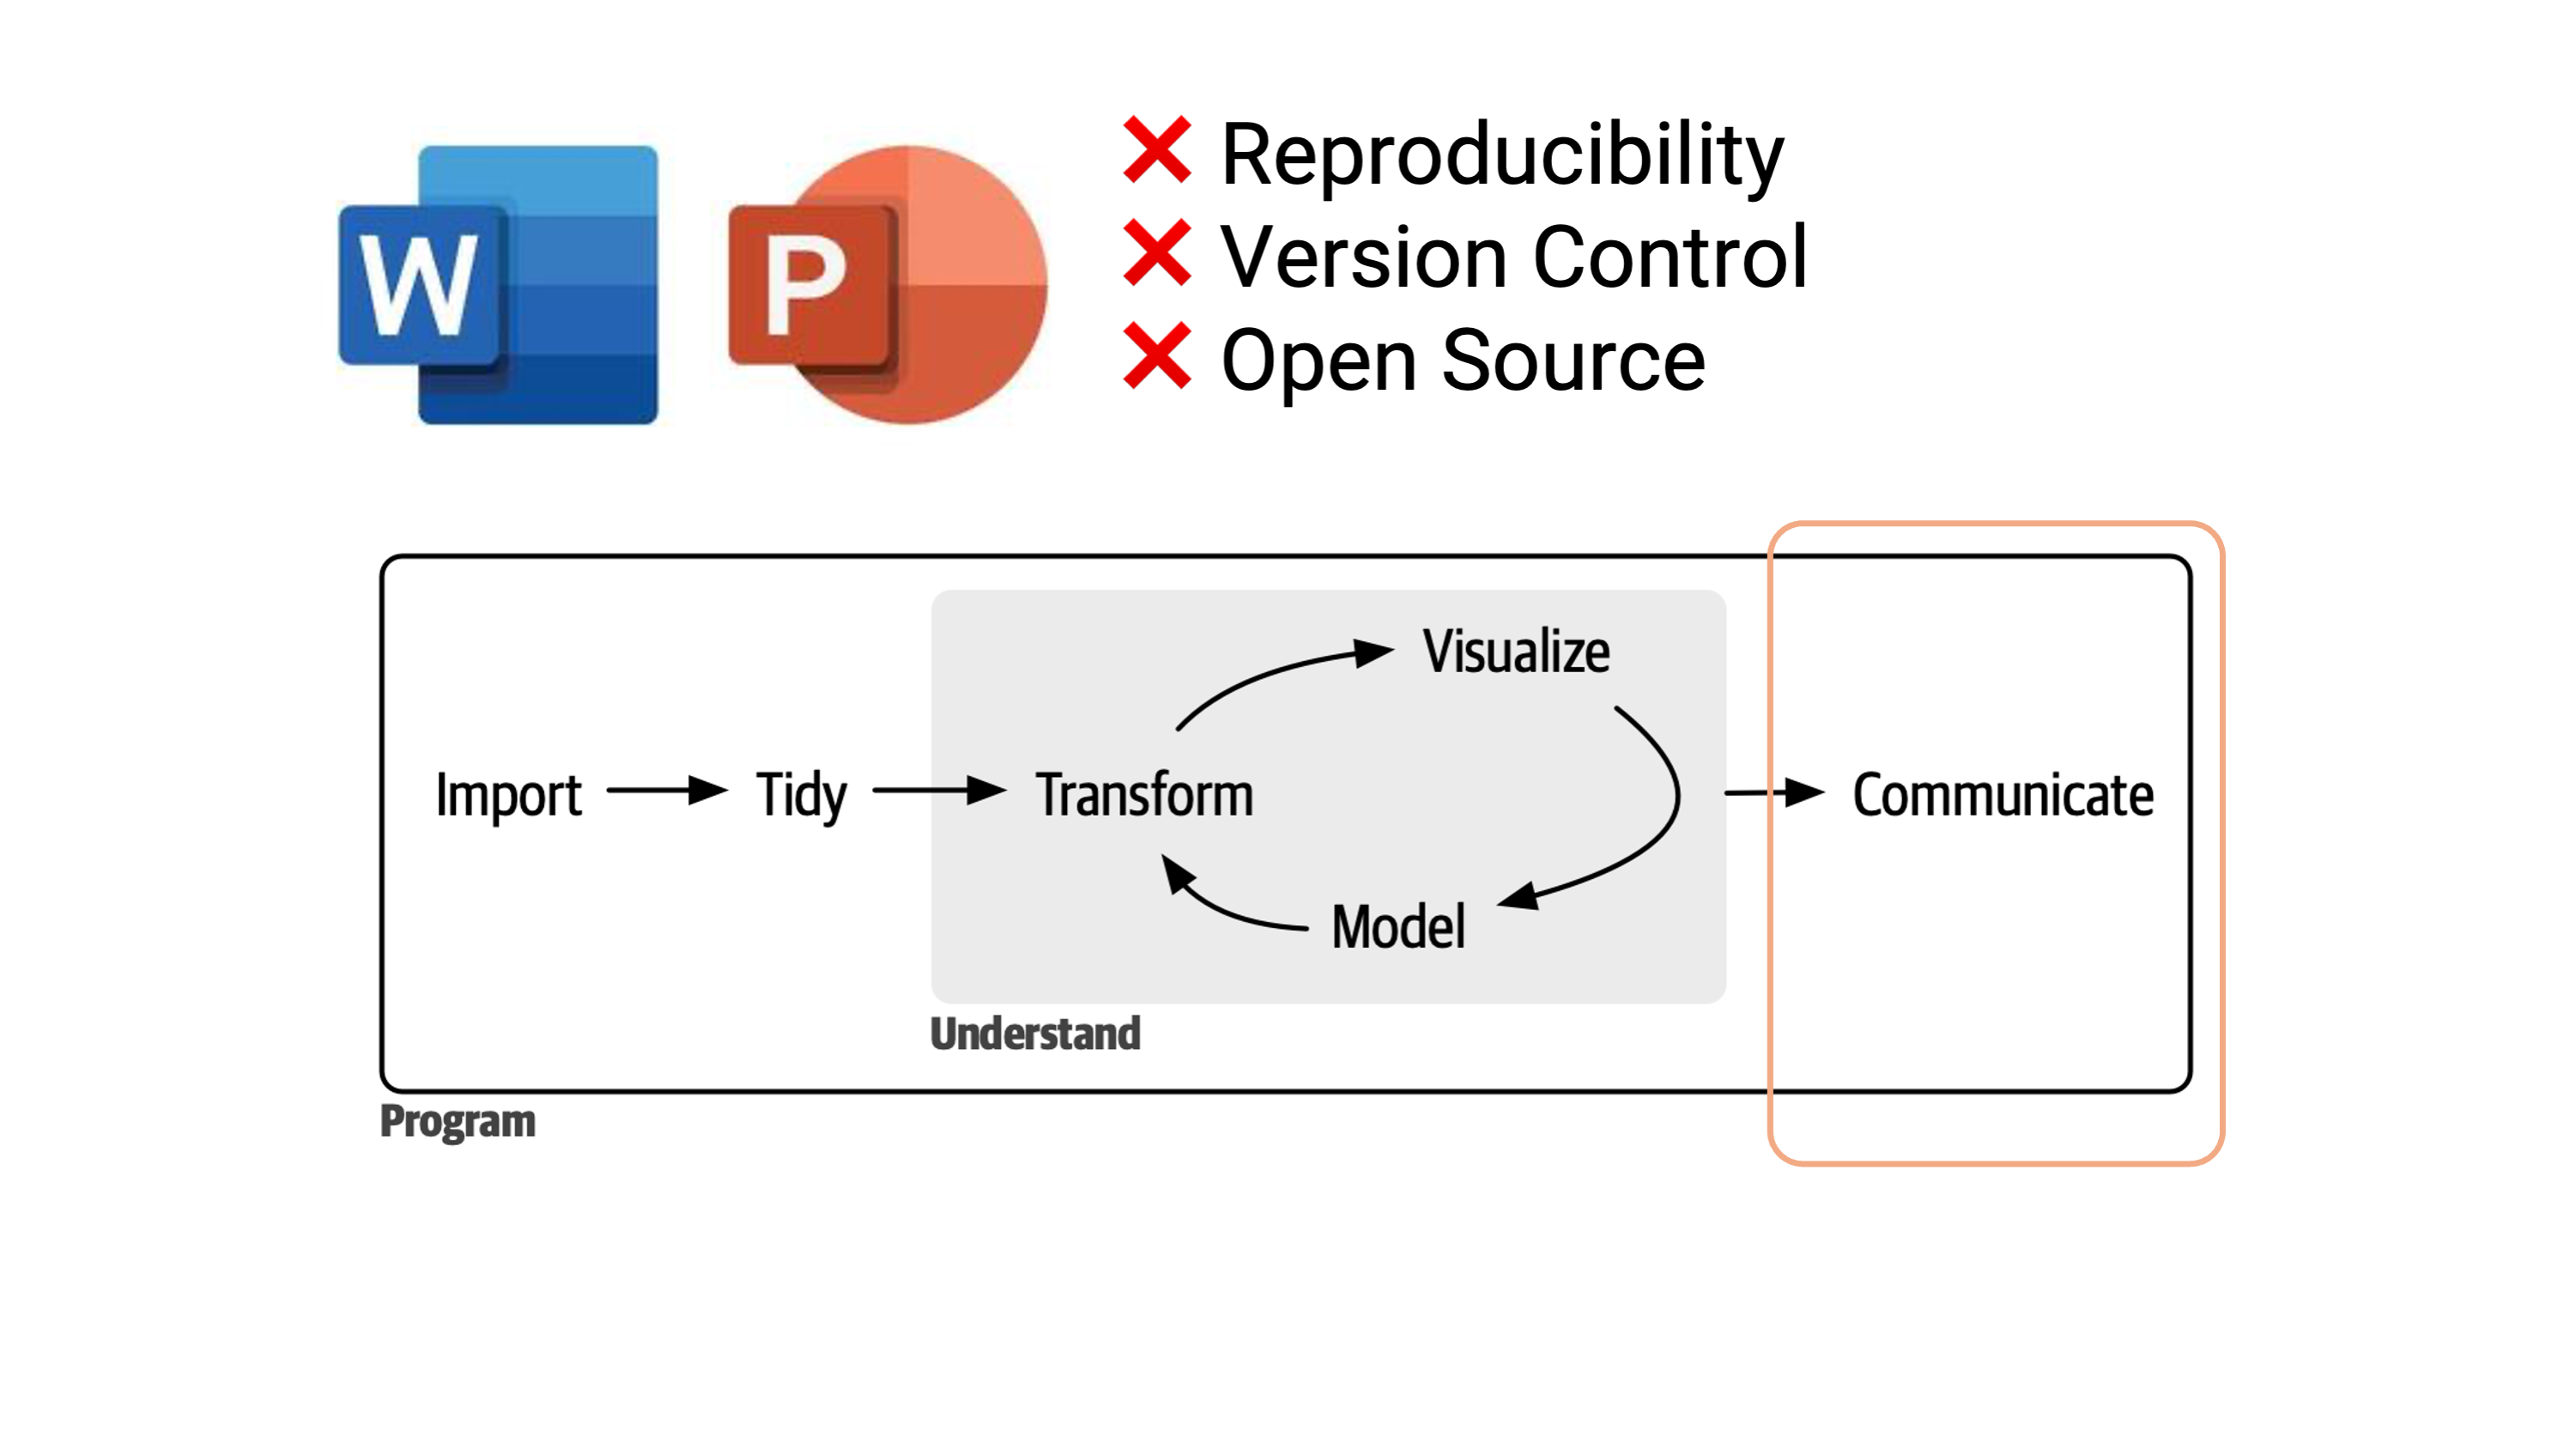 W
P
❌ Reproducibility
❌ Version Control
❌ Open Source
Visualize
Import
Tidy
Transform
Communicate
Model
Understand
Program